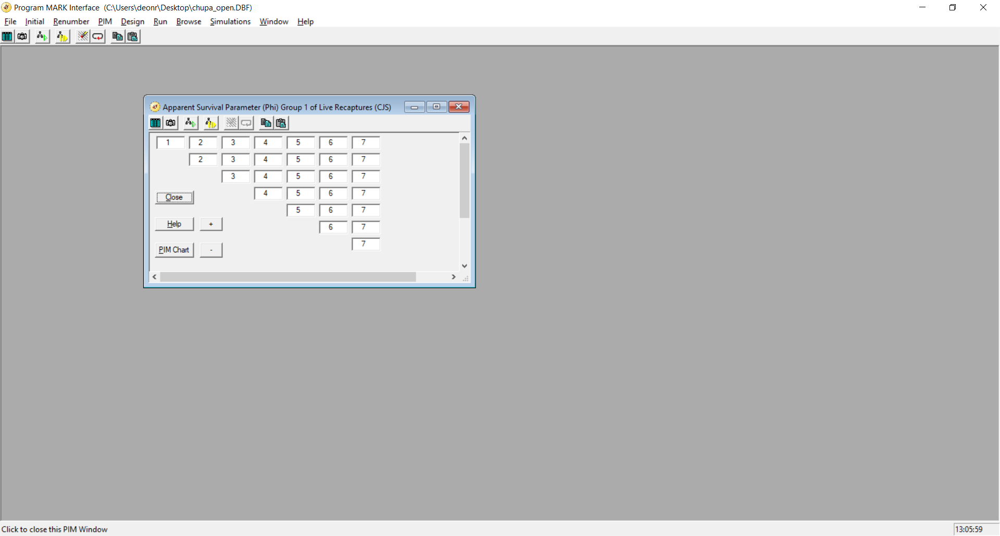 Program MARK Interface  (C:\Users\deonr\Desktop\chupa_open.DBF)
File Initial Renumber PIM Design Run Browse Simulations Window Help
Apparent Survival Parameter (Phi) Group 1 of Live Recaptures (CJS)
1 2 3 4 5 6 7
2 3 4 5 6 7
3 4 5 6 7
4 5 6 7
Close
5 6 7
Help +
6 7
7
PIM Chart -
Click to close this PIM Window
13:05:59